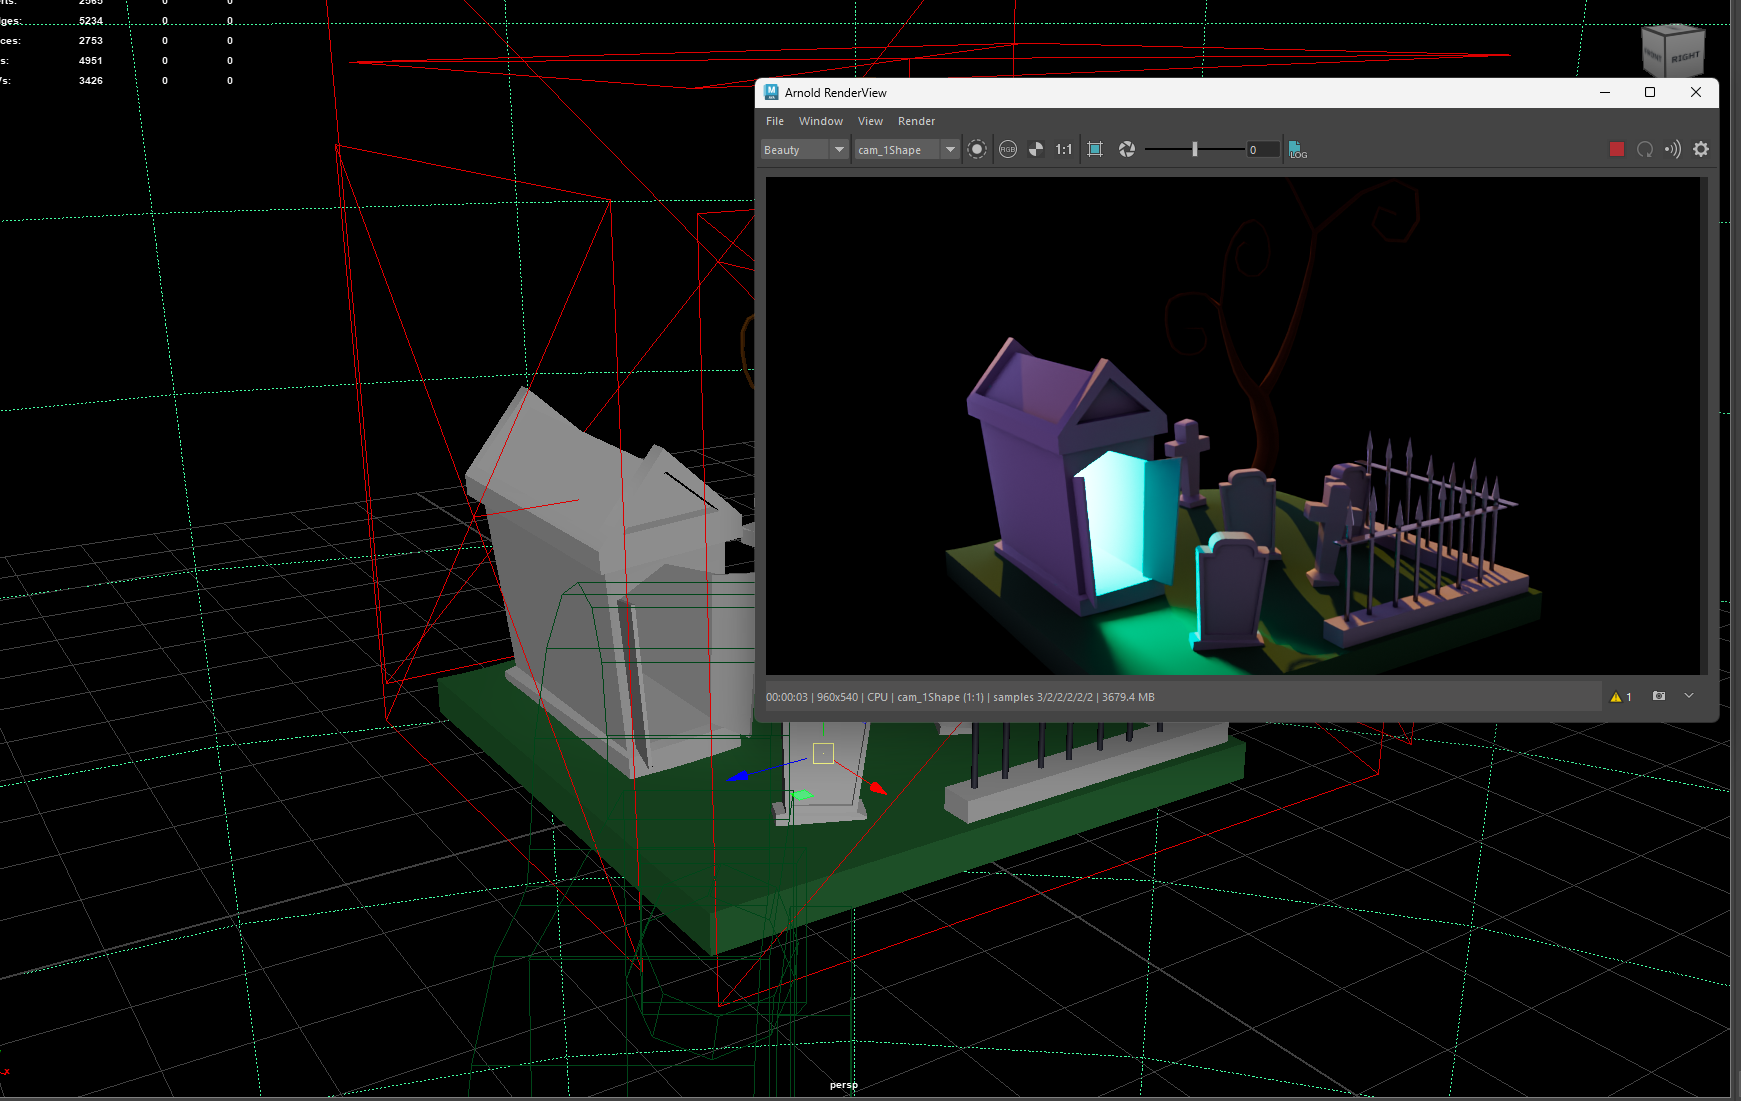 2565 0 0
ges: 5234 0 0
ces: 2753 0 0
s: 4951 0 0
's: 3426 0 0
FRONT RIGHT
Arnold RenderView
File Window View Render
Beauty cam_1Shape RGB 1:1 0 LOG
00:00:03 | 960x540 | CPU | cam_1Shape (1:1) | samples 3/2/2/2/2/2 | 3679.4 MB 1
x
persp